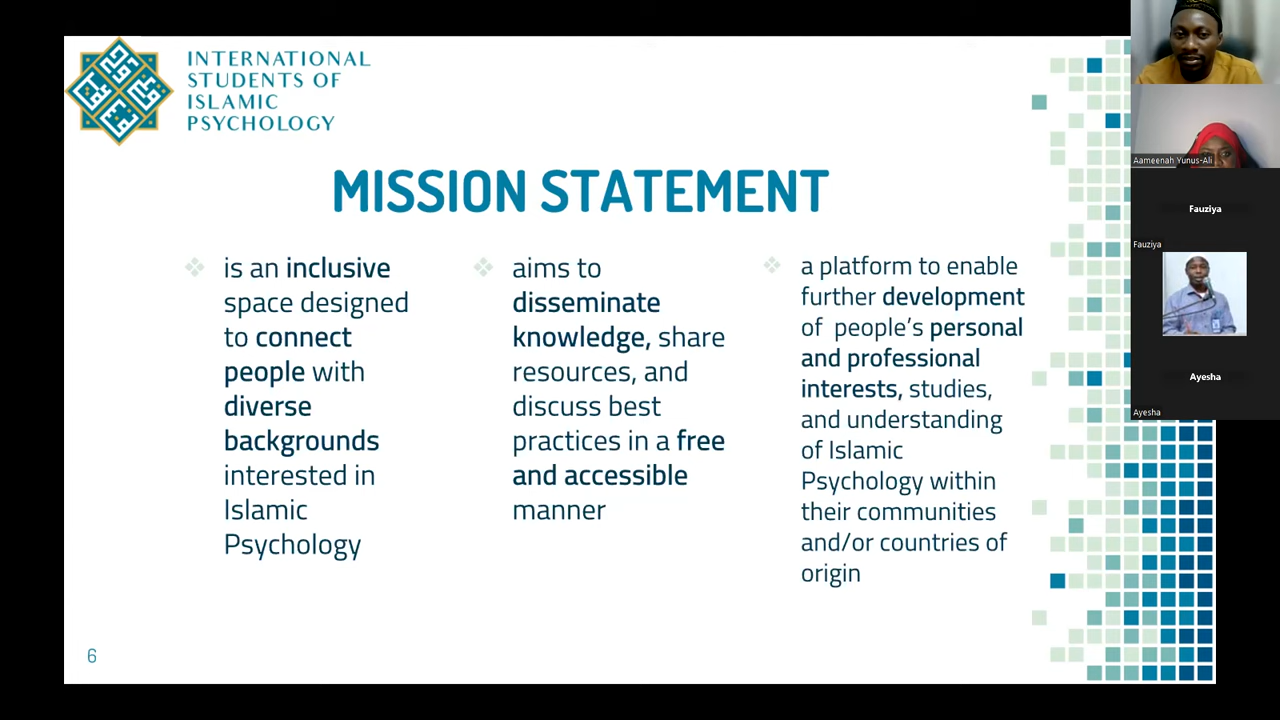 INTERNATIONAL
STUDENTS OF
ISLAMIC
PSYCHOLOGY
MISSION STATEMENT
is an inclusive
space designed
to connect
people with
diverse
backgrounds
interested in
Islamic
Psychology
aims to
disseminate
knowledge, share
resources, and
discuss best
practices in a free
and accessible
manner
a platform to enable
further development
of people’s personal
and professional
interests, studies,
and understanding
of Islamic
Psychology within
their communities
and/or countries of
origin
6
Aameenah Yunus-Ali
Fauziya
Fauziya
Ayesha
Ayesha